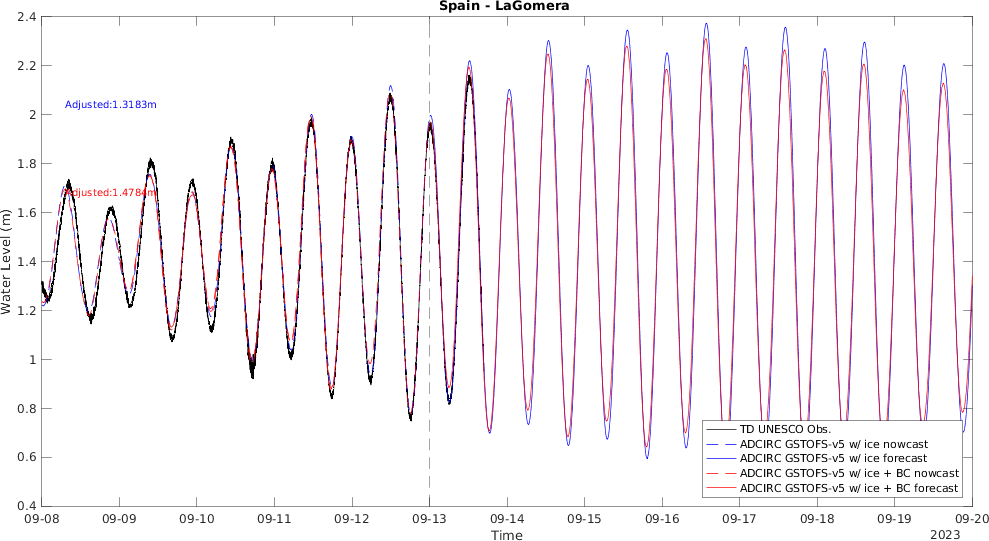 Spain - LaGomera
2.4
2.2
2
1.8
1.6
1.4
1.2
1
0.8
0.6
0.4
Water Level (m)
Adjusted:1.3183m
Adjusted:1.4784m
TD UNESCO Obs.
ADCIRC GSTOFS-v5 w/ ice nowcast
ADCIRC GSTOFS-v5 w/ ice forecast
ADCIRC GSTOFS-v5 w/ ice + BC nowcast
ADCIRC GSTOFS-v5 w/ ice + BC forecast
09-08 09-09 09-10 09-11 09-12 09-13 09-14 09-15 09-16 09-17 09-18 09-19 09-20
Time
2023